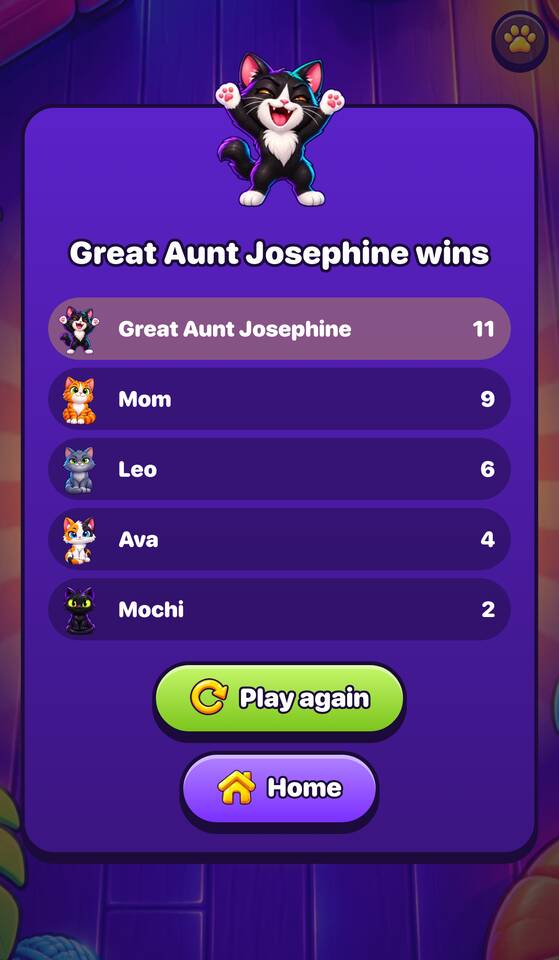 Great Aunt Josephine wins
Great Aunt Josephine 11
Mom 9
Leo 6
Ava 4
Mochi 2
Play again
Home